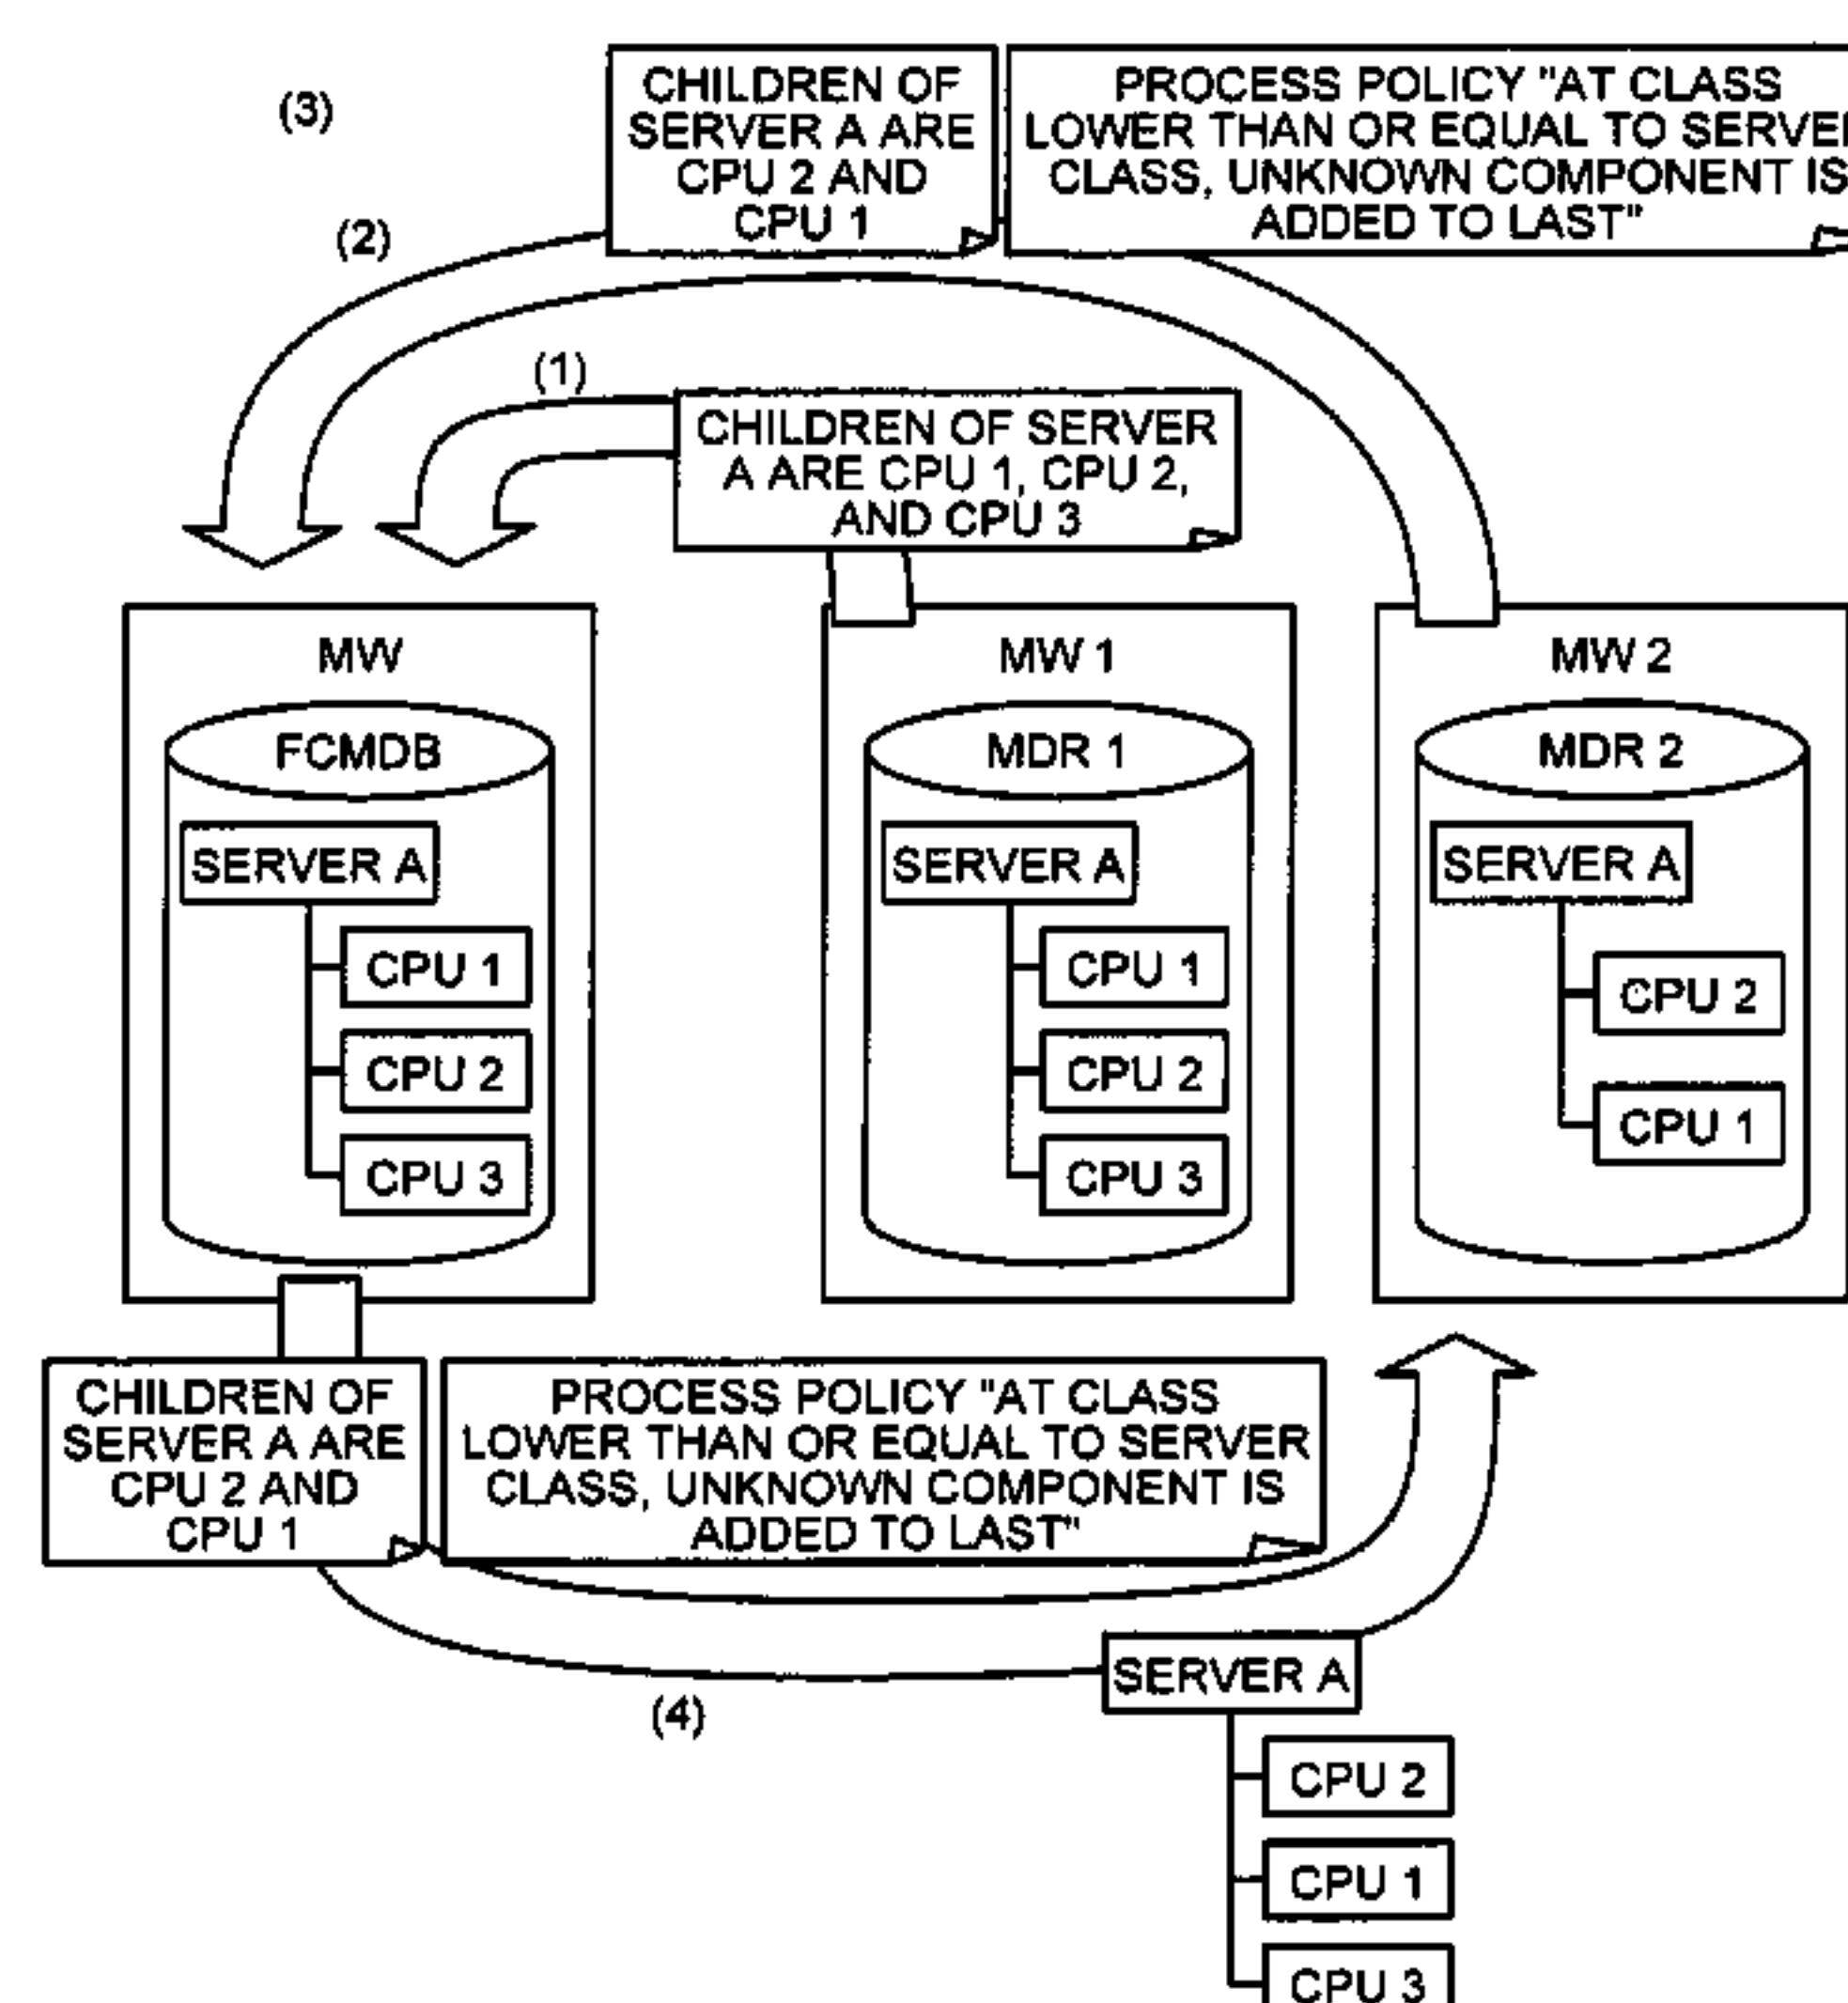 (3)
CHILDREN OF
SERVER A ARE
CPU 2 AND
CPU 1
PROCESS POLICY "AT CLASS
LOWER THAN OR EQUAL TO SERVER
CLASS, UNKNOWN COMPONENT IS
ADDED TO LAST"
(2)
(1)
CHILDREN OF SERVER
A ARE CPU 1, CPU 2,
AND CPU 3
MW
FCMDB
SERVER A
CPU 1
CPU 2
CPU 3
MW 1
MDR 1
SERVER A
CPU 1
CPU 2
CPU 3
MW 2
MDR 2
SERVER A
CPU 2
CPU 1
CHILDREN OF
SERVER A ARE
CPU 2 AND
CPU 1
PROCESS POLICY "AT CLASS
LOWER THAN OR EQUAL TO SERVER
CLASS, UNKNOWN COMPONENT IS
ADDED TO LAST"
(4)
SERVER A
CPU 2
CPU 1
CPU 3